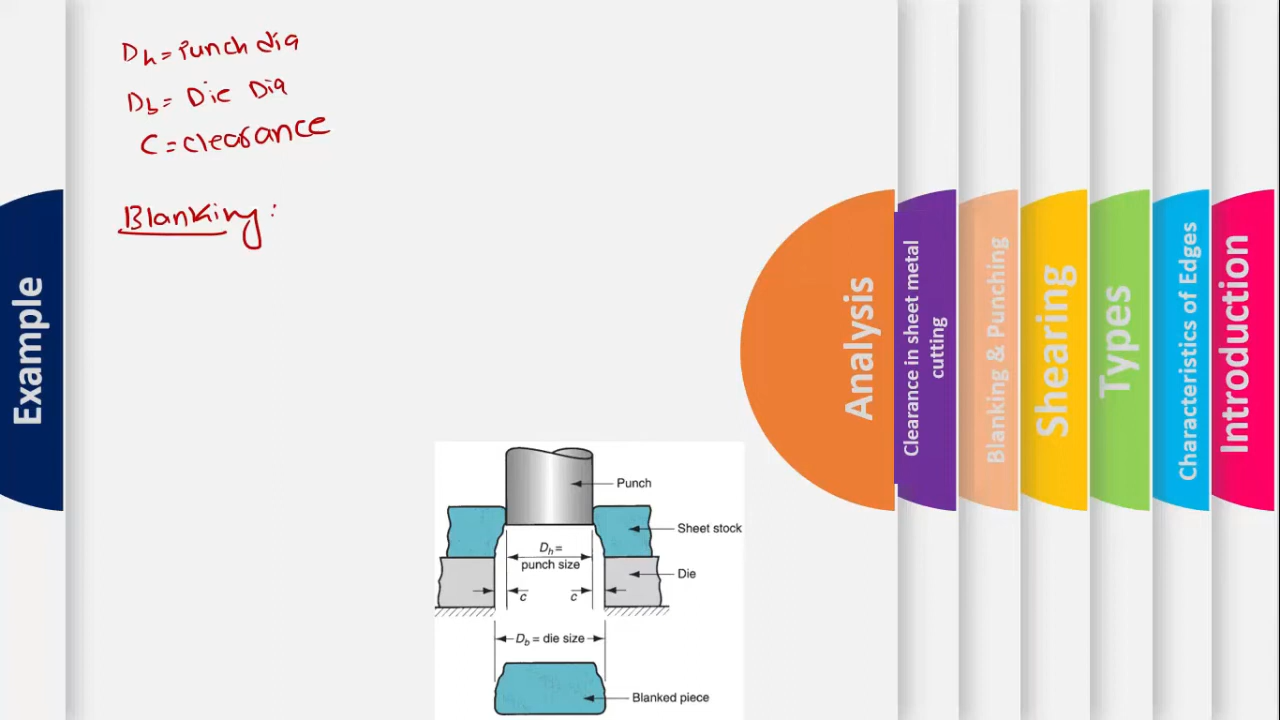 Dh = Punch dia
Db = Die Dia
C = clearance
Blanking:
Example
Analysis
Clearance in sheet metal
cutting
Blanking & Punching
Shearing
Types
Characteristics of Edges
Introduction
Punch
Sheet stock
Dh =
punch size
Die
c
c
Db = die size
Blanked piece